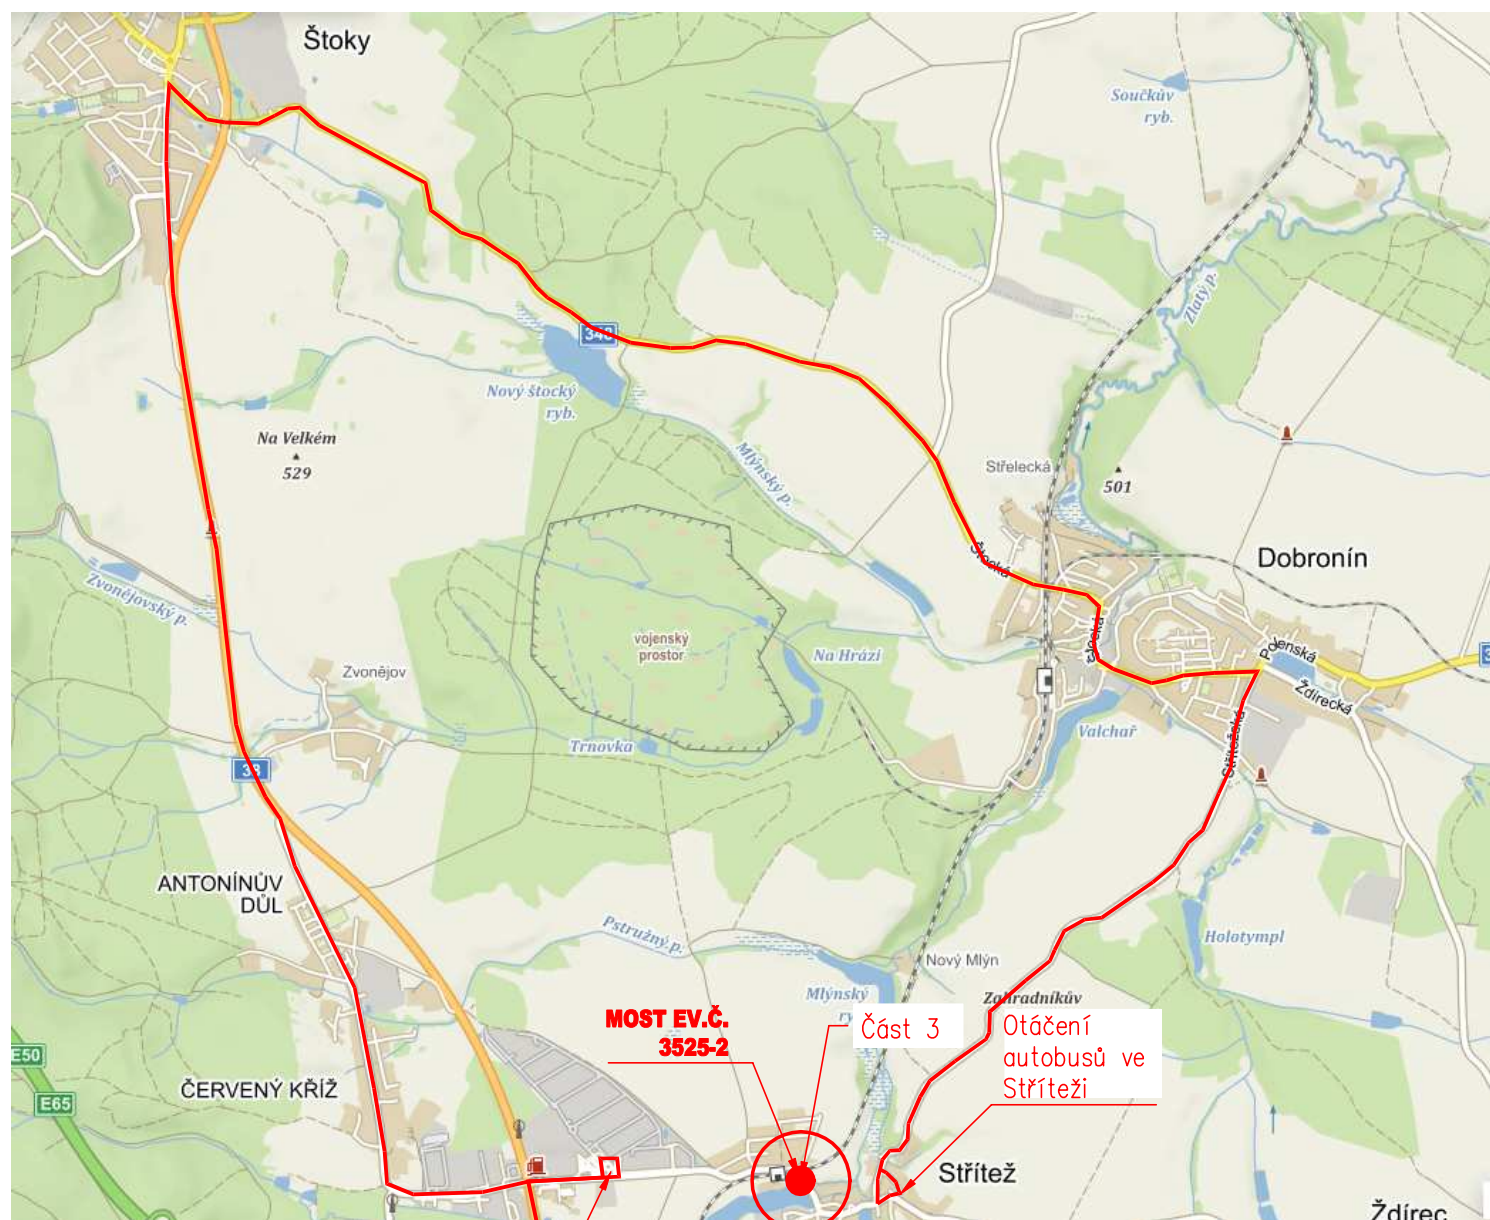 Štoky
Součkův
ryb.
Zlatý p.
348
Nový štocký
ryb.
Na Velkém
529
Mlýnský p.
Střelecká
501
Štocká
Dobronín
Zvonějovský p.
vojenský
prostor
Na Hrázi
Polenská
Zvonějov
Ždírecká
Trnovka
Valchař
Střítežská
38
ANTONÍNŮV
DŮL
Pstružný p.
Holotympl
Nový Mlýn
Mlýnský
Zahradníkův
MOST EV.Č.
3525-2
Část 3
Otáčení
autobusů ve
Stříteži
E50
E65
ČERVENÝ KŘÍŽ
Střítež
Ždírec